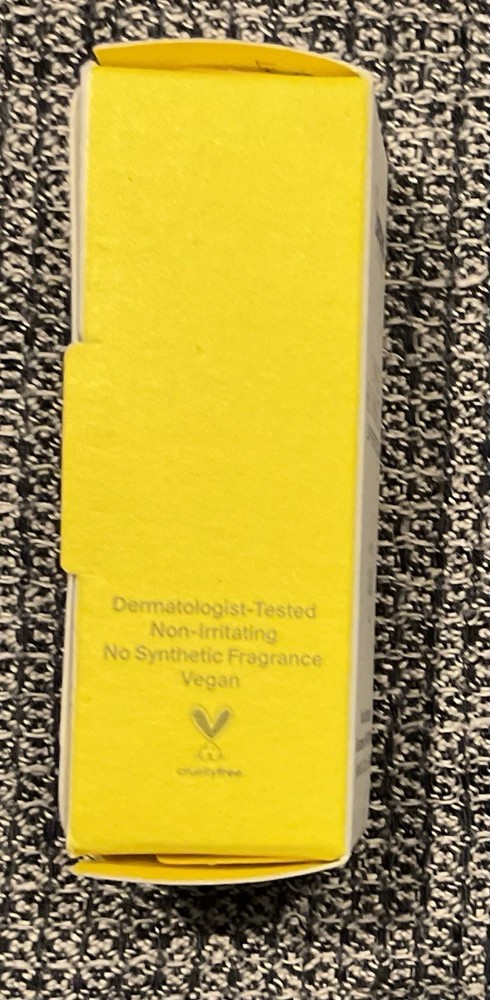 Dermatologist-Tested
Non-Irritating
No Synthetic Fragrance
Vegan
crueltyfree